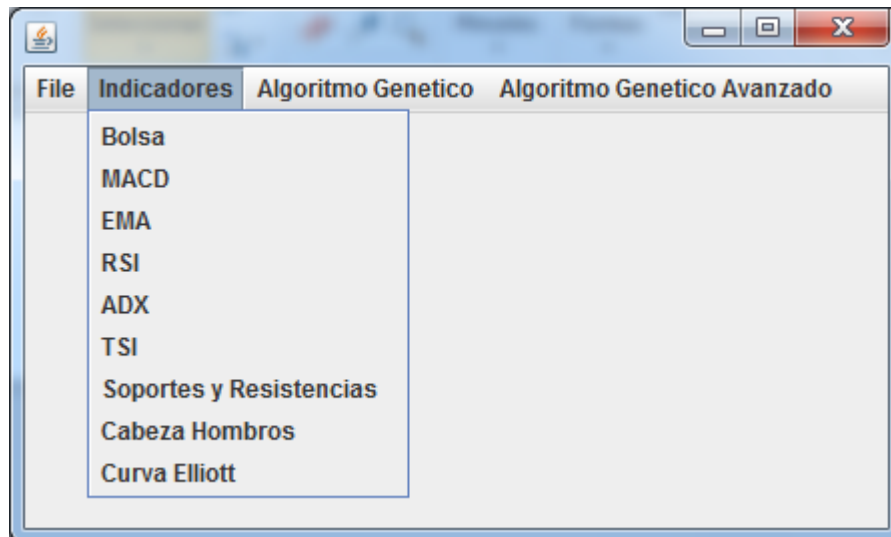 File Indicadores Algoritmo Genetico Algoritmo Genetico Avanzado
Bolsa
MACD
EMA
RSI
ADX
TSI
Soportes y Resistencias
Cabeza Hombros
Curva Elliott